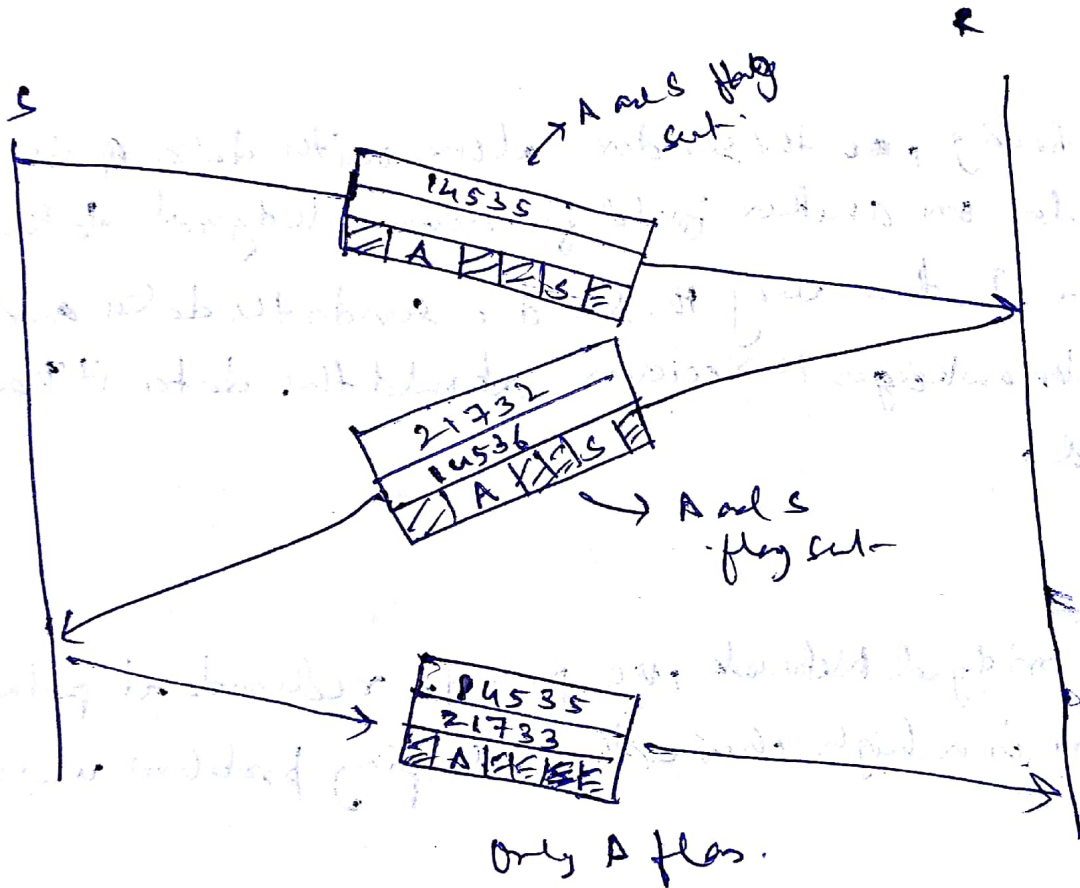 R
S
A and S flag
set.
14535
A S
21732
14536
A S
A and S
flag set
14535
21733
A
Only A flag.